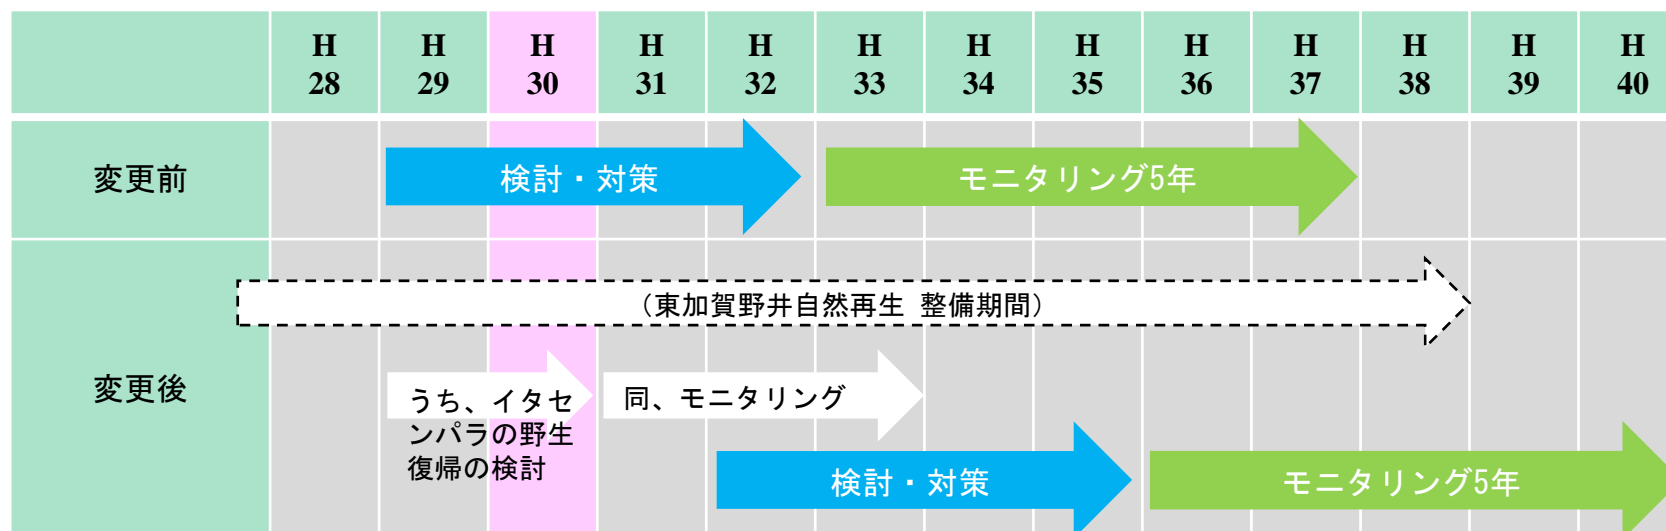 H 28 H 29 H 30 H 31 H 32 H 33 H 34 H 35 H 36 H 37 H 38 H 39 H 40
変更前
検討・対策
モニタリング5年
変更後
(東加賀野井自然再生 整備期間)
うち、イタセ
ンパラの野生
復帰の検討
同、モニタリング
検討・対策
モニタリング5年